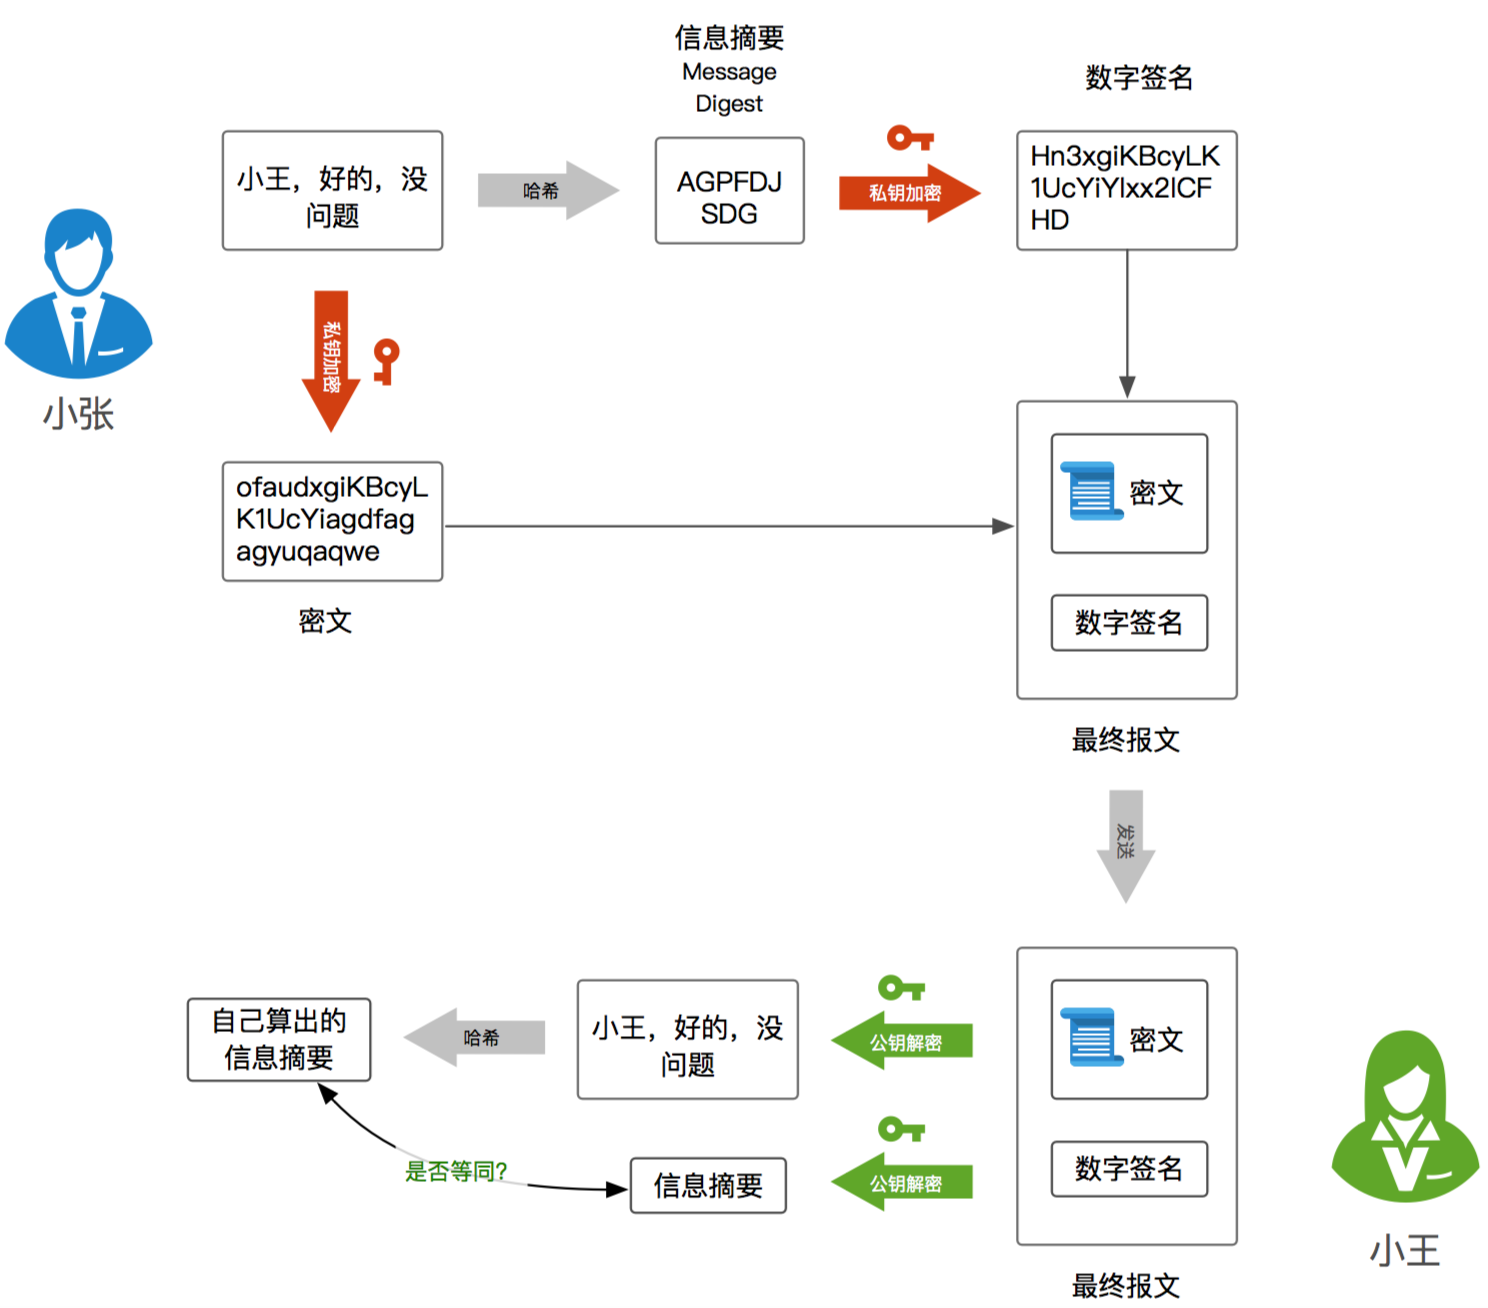 信息摘要
Message
Digest
数字签名
小王，好的，没
问题
哈希
AGPFDJ
SDG
私钥加密
Hn3xgiKBcyLK
1UcYiYlxx2lCF
HD
私钥加密
小张
ofaudxgiKBcyL
K1UcYiagdfag
agyuqaqwe
密文
密文
数字签名
最终报文
发送
自己算出的
信息摘要
哈希
小王，好的，没
问题
公钥解密
密文
是否等同？
信息摘要
公钥解密
数字签名
小王
最终报文